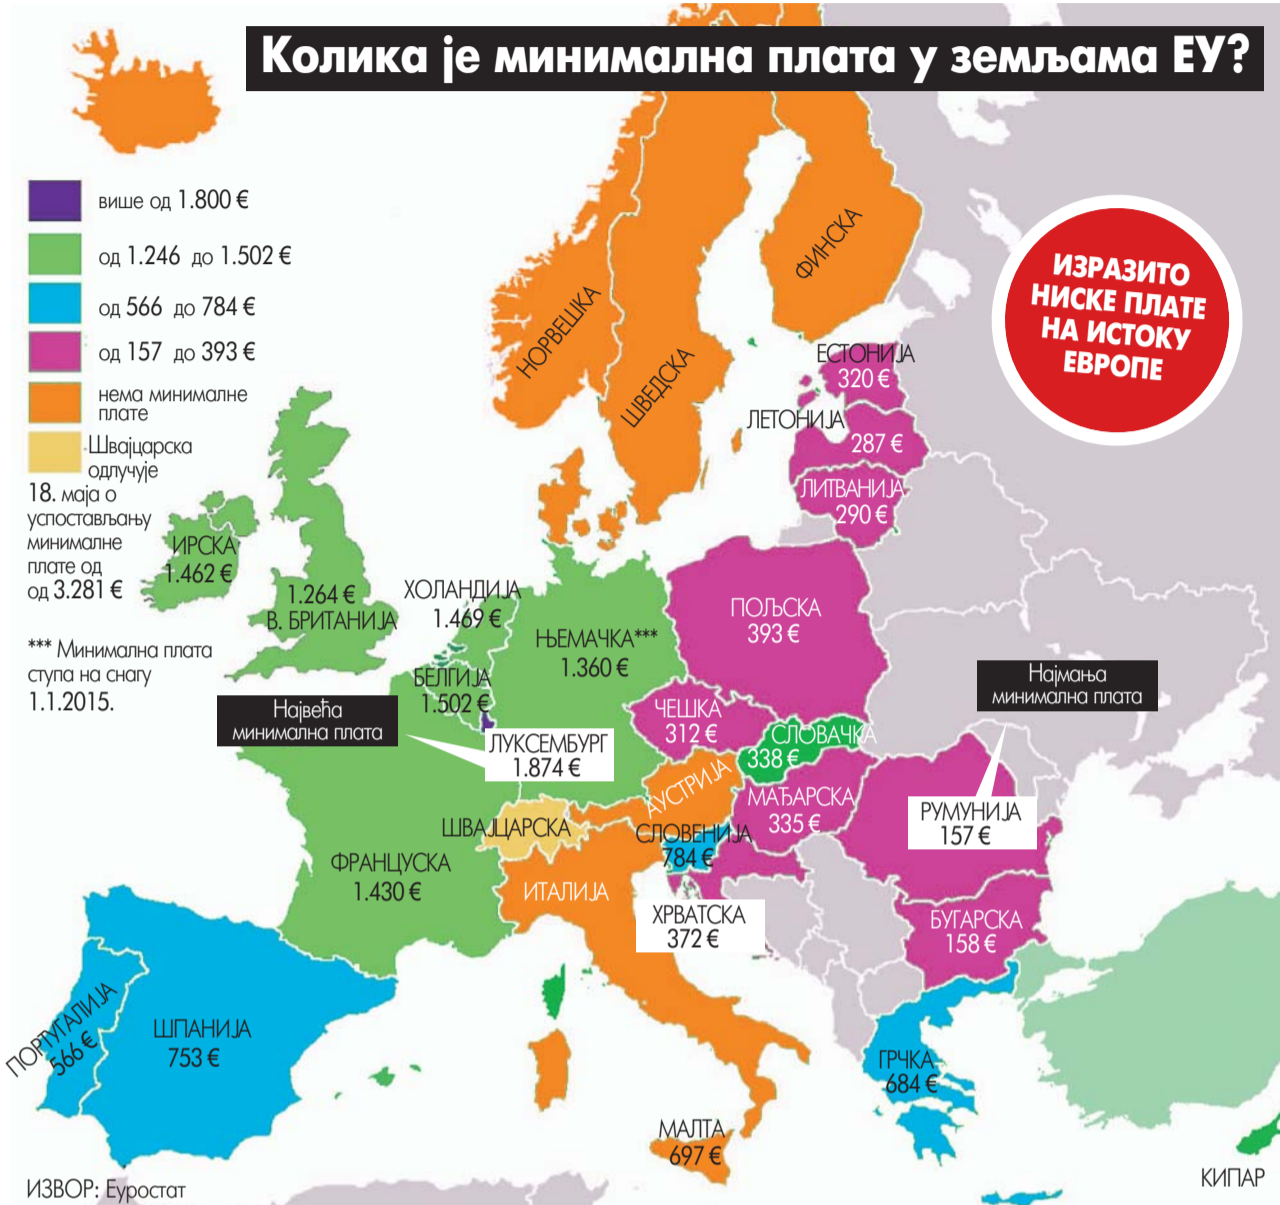 Колика је минимална плата у земљама ЕУ?
више од 1.800 €
од 1.246 до 1.502 €
од 566 до 784 €
од 157 до 393 €
нема минималне
плате
Швајцарска
одлучује
18. маја о
успостављању
минималне
плате од
од 3.281 €
*** Минимална плата
ступа на снагу
1.1.2015.
ИЗРАЗИТО
НИСКЕ ПЛАТЕ
НА ИСТОКУ
ЕВРОПЕ
НОРВЕШКА
ШВЕДСКА
ФИНСКА
ЕСТОНИЈА
320 €
ЛЕТОНИЈА
287 €
ЛИТВАНИЈА
290 €
ИРСКА
1.462 €
1.264 €
В. БРИТАНИЈА
ХОЛАНДИЈА
1.469 €
БЕЛГИЈА
1.502 €
ЊЕМАЧКА***
1.360 €
ПОЉСКА
393 €
Највећа
минимална плата
ЛУКСЕМБУРГ
1.874 €
ЧЕШКА
312 €
СЛОВАЧКА
338 €
Најмања
минимална плата
РУМУНИЈА
157 €
АУСТРИЈА
МАЂАРСКА
335 €
ШВАЈЦАРСКА
СЛОВЕНИЈА
784 €
ФРАНЦУСКА
1.430 €
ИТАЛИЈА
ХРВАТСКА
372 €
БУГАРСКА
158 €
ПОРТУГАЛИЈА
566 €
ШПАНИЈА
753 €
ГРЧКА
684 €
МАЛТА
697 €
КИПАР
ИЗВОР: Еуростат